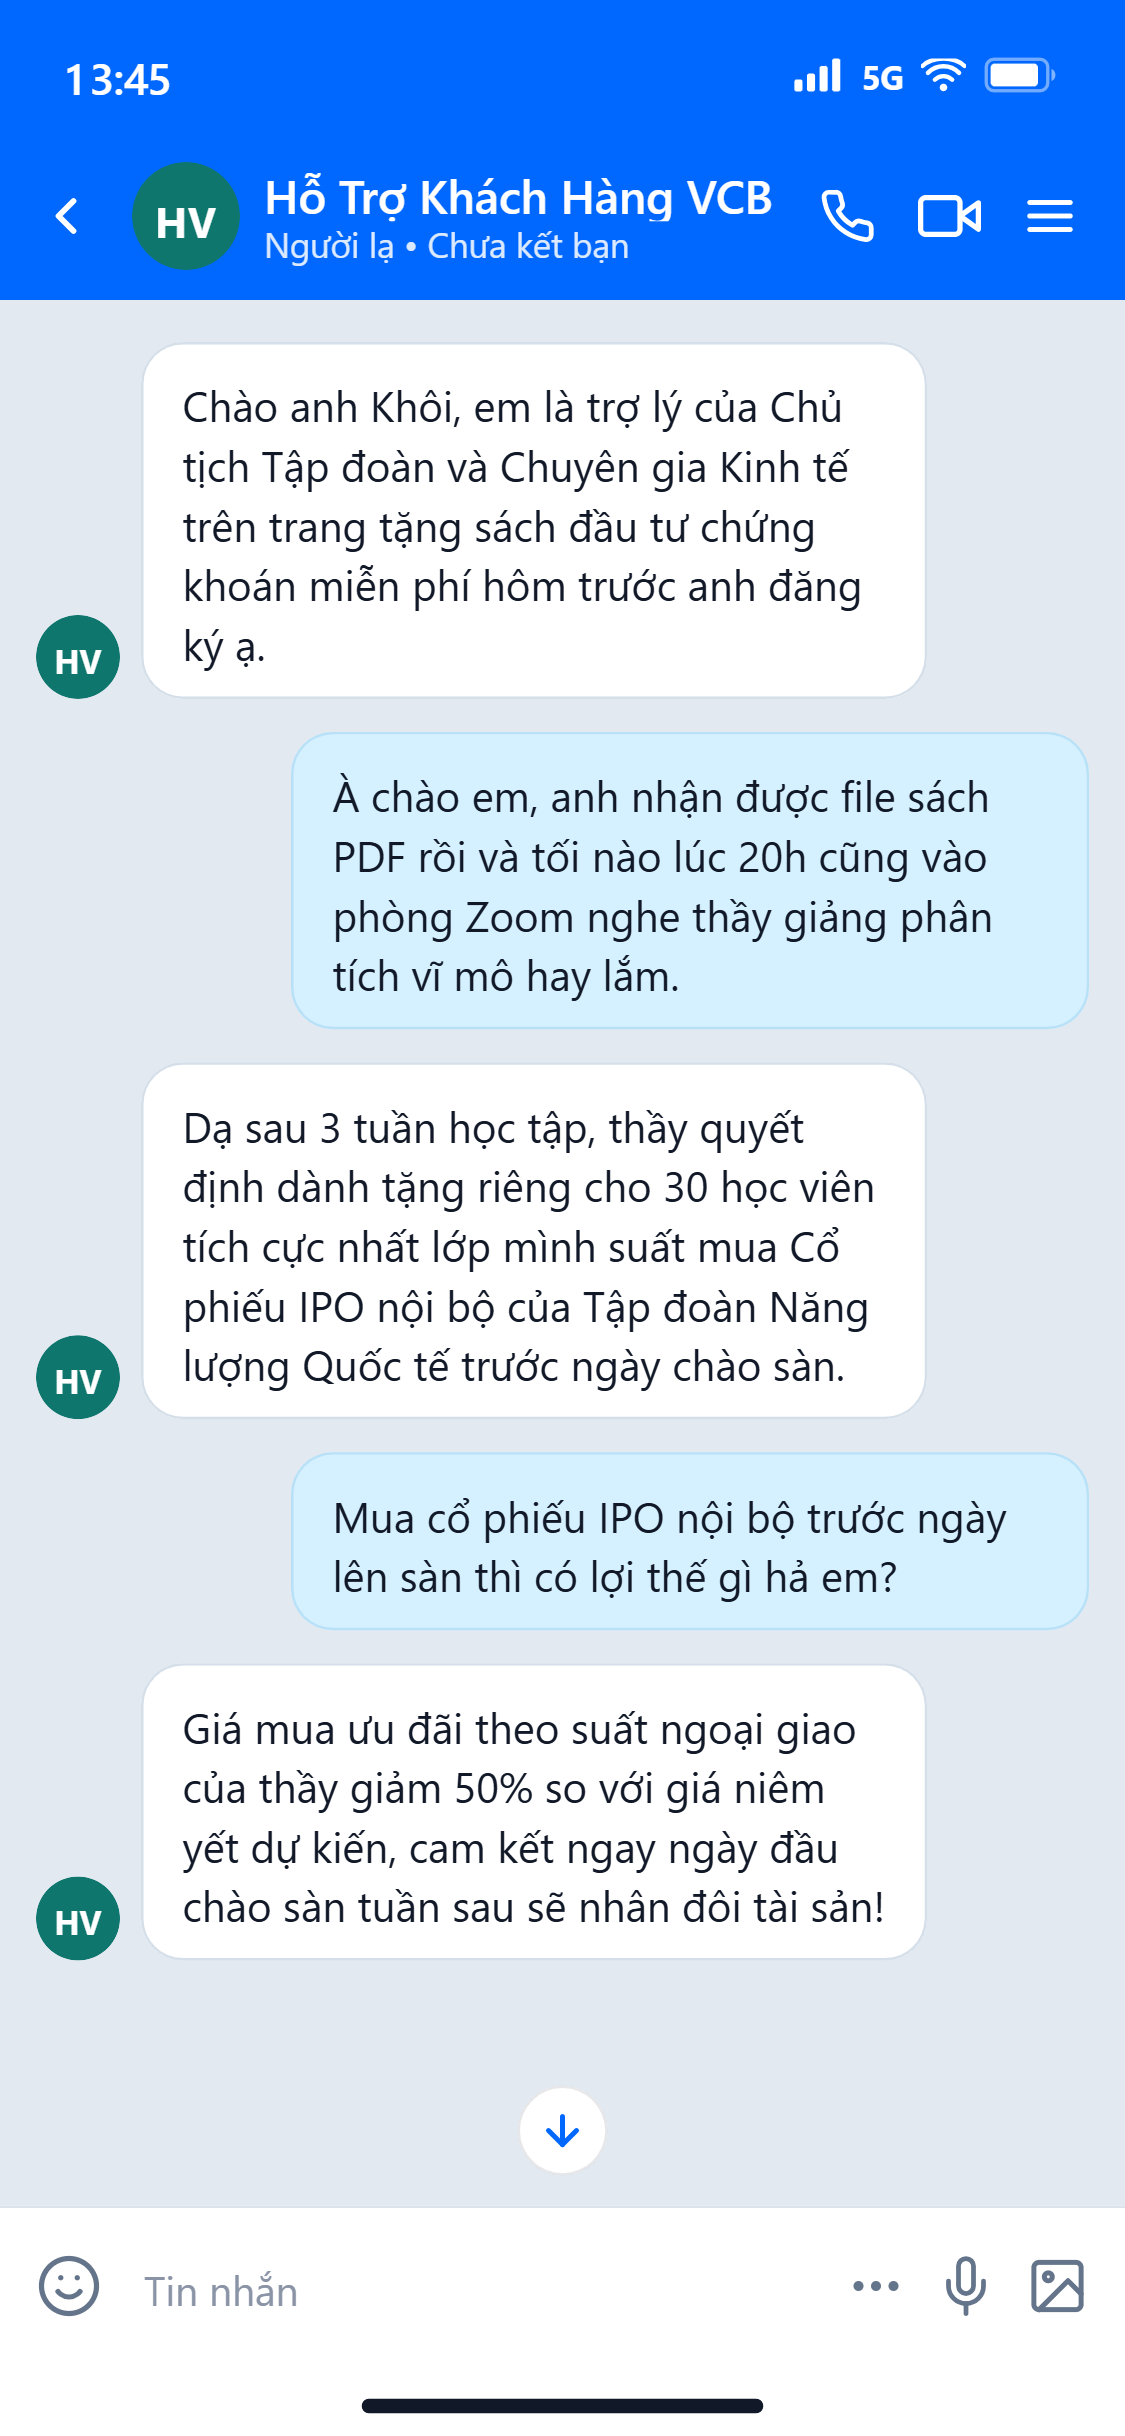 13:45
5G
HV
Hỗ Trợ Khách Hàng VCB
Người lạ • Chưa kết bạn
Chào anh Khôi, em là trợ lý của Chủ
tịch Tập đoàn và Chuyên gia Kinh tế
trên trang tặng sách đầu tư chứng
khoán miễn phí hôm trước anh đăng
ký ạ.
HV
À chào em, anh nhận được file sách
PDF rồi và tối nào lúc 20h cũng vào
phòng Zoom nghe thầy giảng phân
tích vĩ mô hay lắm.
Dạ sau 3 tuần học tập, thầy quyết
định dành tặng riêng cho 30 học viên
tích cực nhất lớp mình suất mua Cổ
phiếu IPO nội bộ của Tập đoàn Năng
lượng Quốc tế trước ngày chào sàn.
HV
Mua cổ phiếu IPO nội bộ trước ngày
lên sàn thì có lợi thế gì hả em?
Giá mua ưu đãi theo suất ngoại giao
của thầy giảm 50% so với giá niêm
yết dự kiến, cam kết ngay ngày đầu
chào sàn tuần sau sẽ nhân đôi tài sản!
HV
Tin nhắn